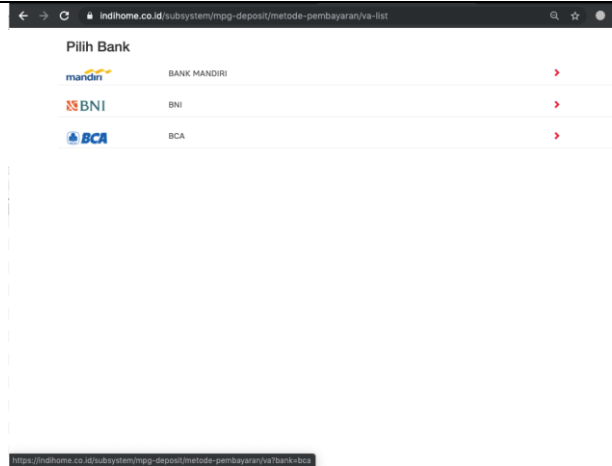 indihome.co.id/subsystem/mpg-deposit/metode-pembayaran/va-list
Pilih Bank
mandiri BANK MANDIRI
BNI BNI
BCA BCA
https://indihome.co.id/subsystem/mpg-deposit/metode-pembayaran/va?bank=bca